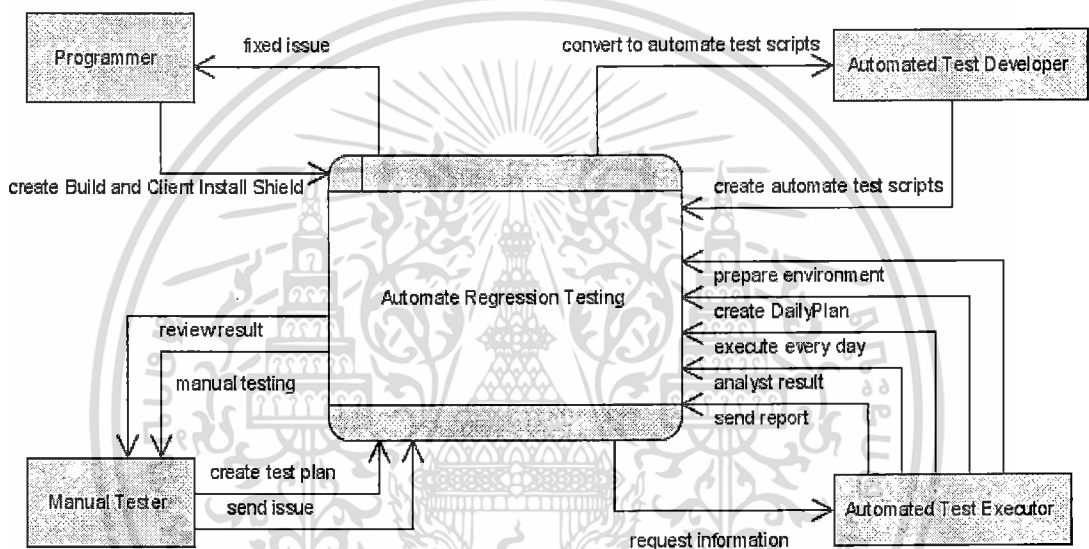 fixed issue
convert to automate test scripts
Programmer
Automated Test Developer
create Build and Client Install Shield
create automate test scripts
prepare environment
Automate Regression Testing
create DailyPlan
review result
execute every day
manual testing
analyst result
send report
create test plan
Manual Tester
send issue
Automated Test Executor
request information